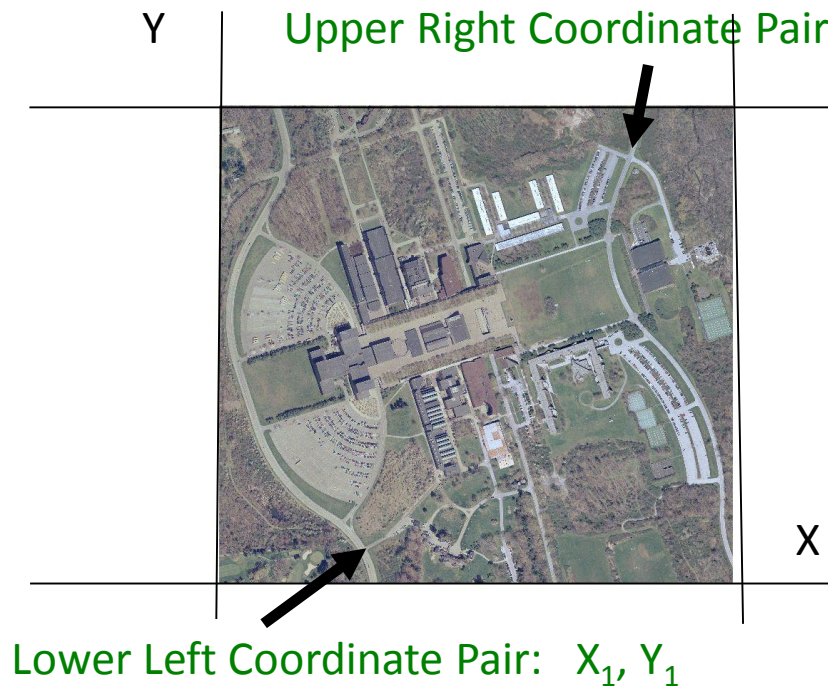 Y
Upper Right Coordinate Pair
X
Lower Left Coordinate Pair: X₁, Y₁